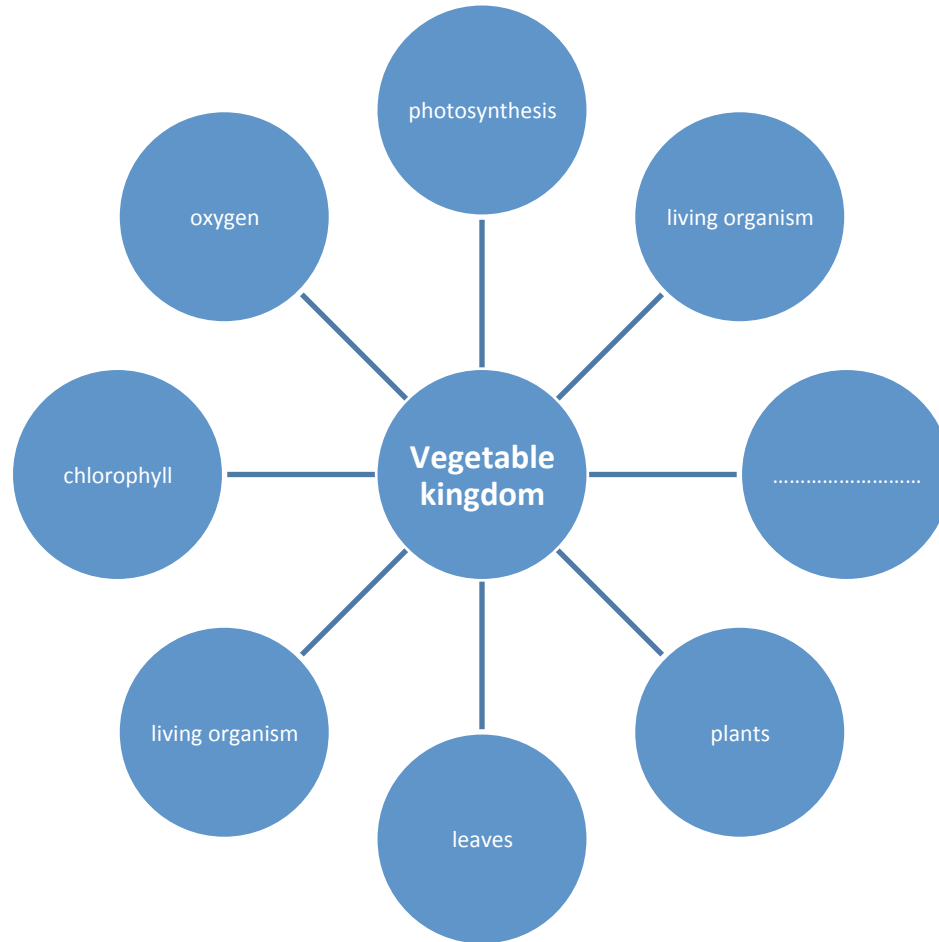 photosynthesis
oxygen
living organism
chlorophyll
Vegetable
kingdom
………………………
living organism
plants
leaves